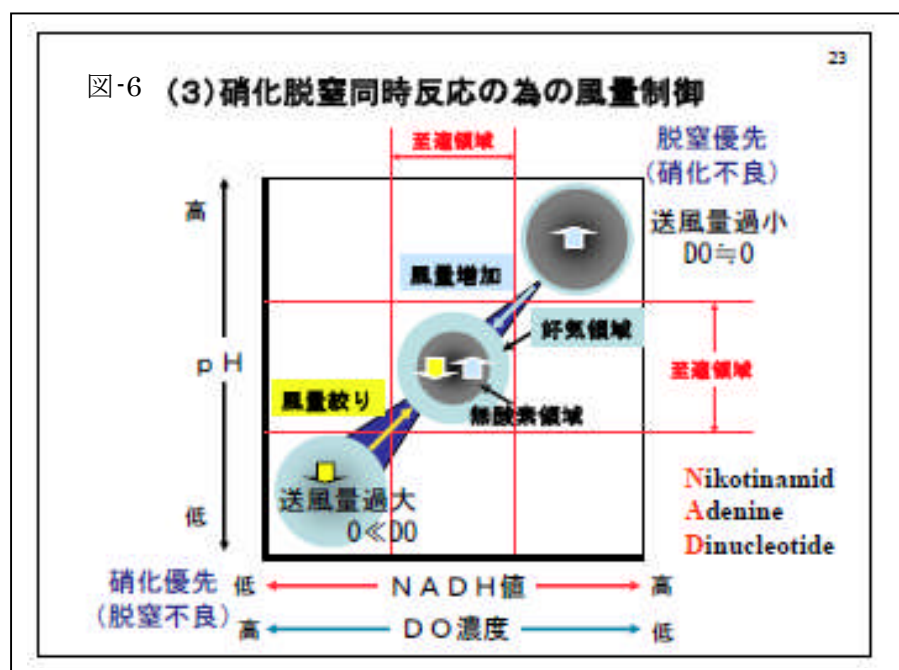 23
図-6 (3)硝化脱窒同時反応の為の風量制御
至適領域
脱窒優先
(硝化不良)
高
送風量過小
DO≒0
風量増加
好気領域
pH
至適領域
風量絞り
無酸素領域
送風量過大
0≪DO
低
Nikotinamid
Adenine
Dinucleotide
硝化優先
(脱窒不良)
低 NADH値 高
高 DO濃度 低